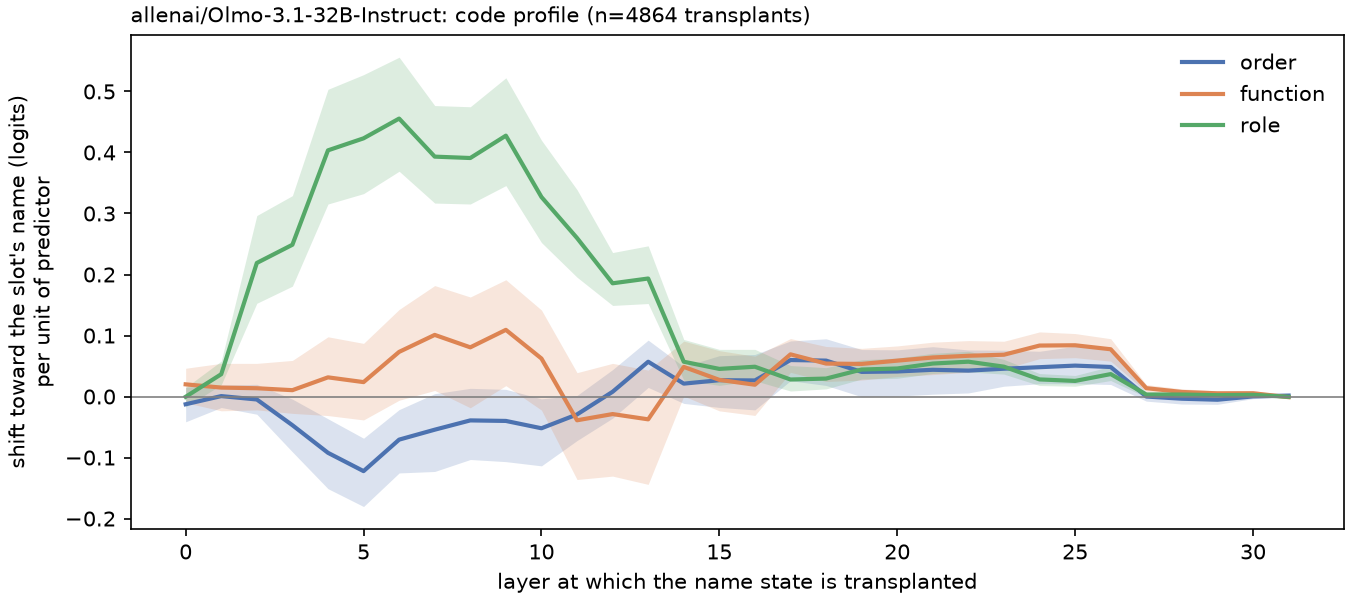 allenai/Olmo-3.1-32B-Instruct: code profile (n=4864 transplants)
shift toward the slot's name (logits)
per unit of predictor
0.5
0.4
0.3
0.2
0.1
0.0
−0.1
−0.2
order
function
role
0 5 10 15 20 25 30
layer at which the name state is transplanted